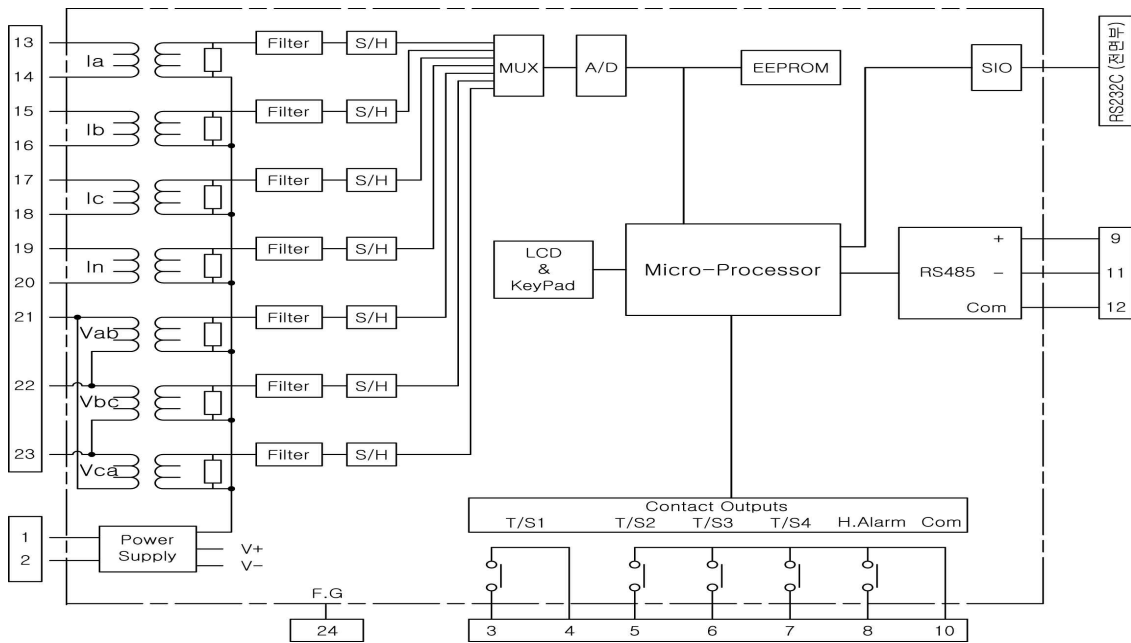 13
Ia
14
Filter
S/H
MUX
A/D
EEPROM
SIO
RS232C (전면부)
15
Ib
16
Filter
S/H
17
Ic
18
Filter
S/H
19
In
20
Filter
S/H
LCD
&
KeyPad
Micro-Processor
RS485
+
-
Com
9
11
12
21
Vab
Filter
S/H
22
Vbc
Filter
S/H
23
Vca
Filter
S/H
1
2
Power
Supply
V+
V-
Contact Outputs
T/S1 T/S2 T/S3 T/S4 H.Alarm Com
F.G
24
3 4 5 6 7 8 10